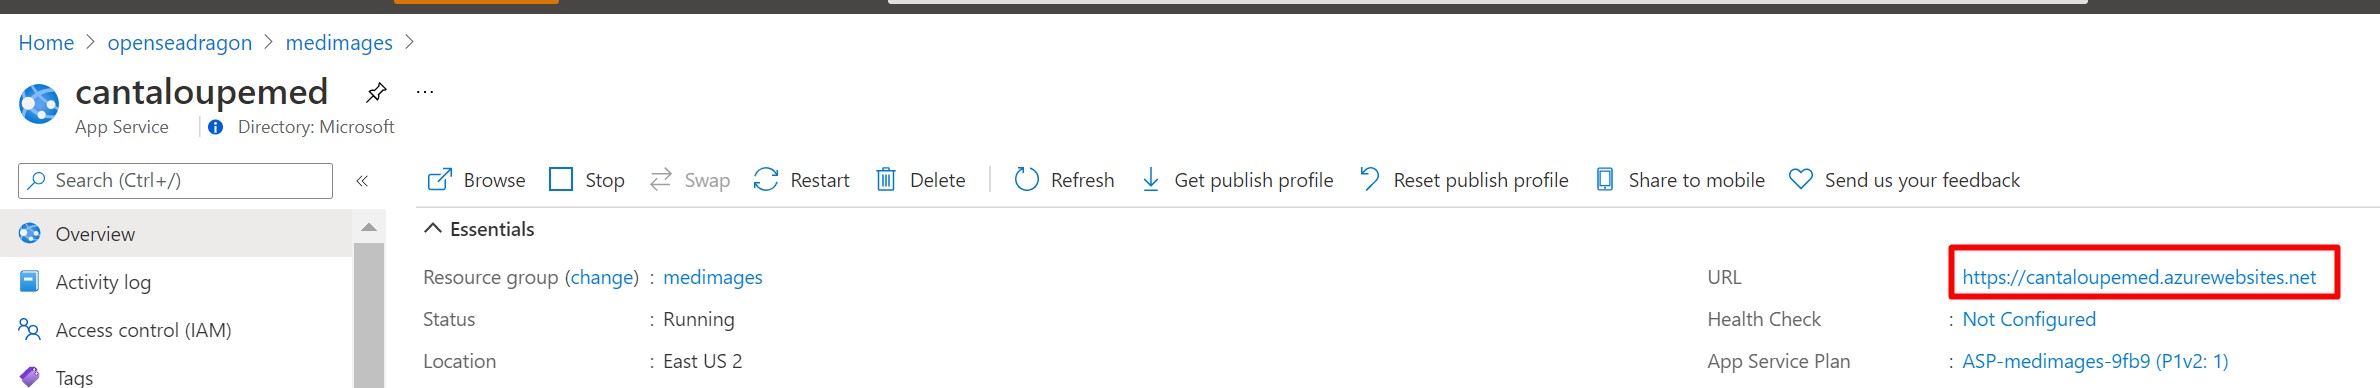 Home > openseadragon > medimages >
cantaloupemed ...
App Service | Directory: Microsoft
Search (Ctrl+/) «
Browse Stop Swap Restart Delete Refresh Get publish profile Reset publish profile Share to mobile Send us your feedback
Overview
Activity log
Access control (IAM)
Tags
Essentials
Resource group (change) : medimages
Status : Running
Location : East US 2
URL https://cantaloupemed.azurewebsites.net
Health Check : Not Configured
App Service Plan : ASP-medimages-9fb9 (P1v2: 1)